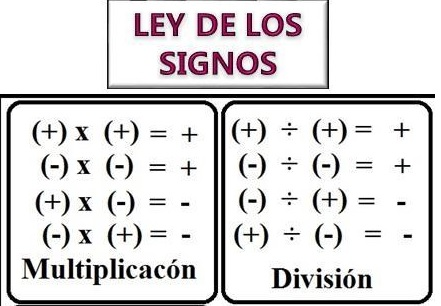 LEY DE LOS
SIGNOS
(+) x (+) = +
(-) x (-) = +
(+) x (-) = -
(-) x (+) = -
Multiplicacón
(+) ÷ (+) = +
(-) ÷ (-) = +
(-) ÷ (+) = -
(+) ÷ (-) = -
División